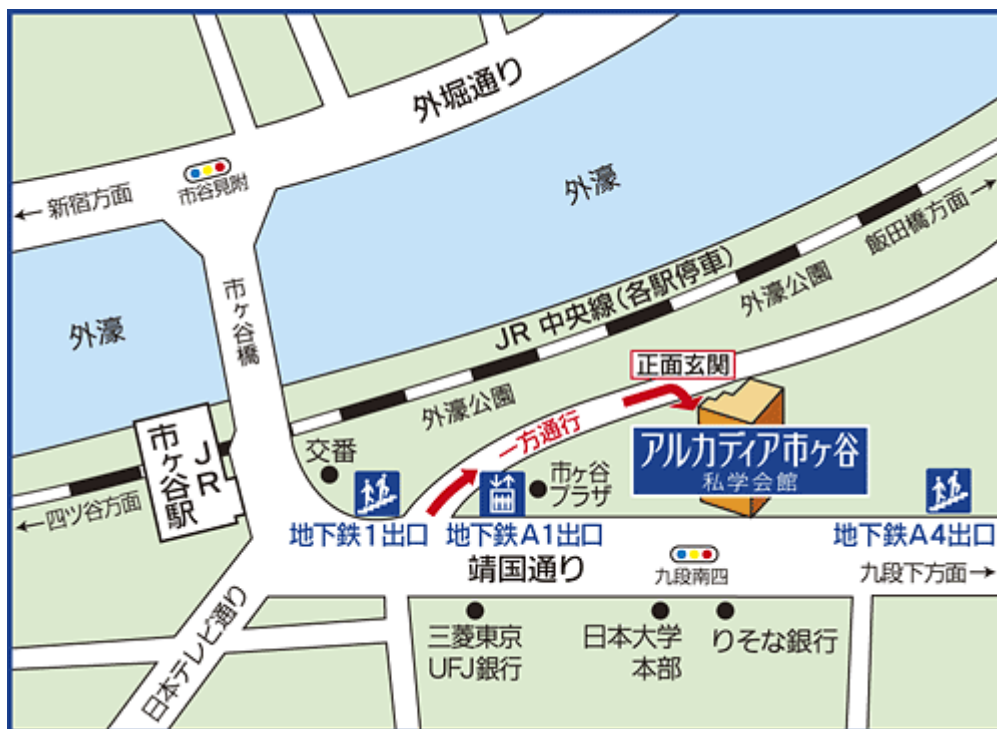 外堀通り
市谷見附
←新宿方面
外濠
飯田橋方面→
市ヶ谷橋
外濠
JR 中央線(各駅停車)
外濠公園
正面玄関
外濠公園
一方通行
JR
市ヶ谷駅
交番
市ヶ谷
プラザ
アルカディア市ヶ谷
私学会館
←四ツ谷方面
地下鉄1出口
地下鉄A1出口
地下鉄A4出口
靖国通り
九段南四
九段下方面→
日本テレビ通り
三菱東京
UFJ銀行
日本大学
本部
りそな銀行